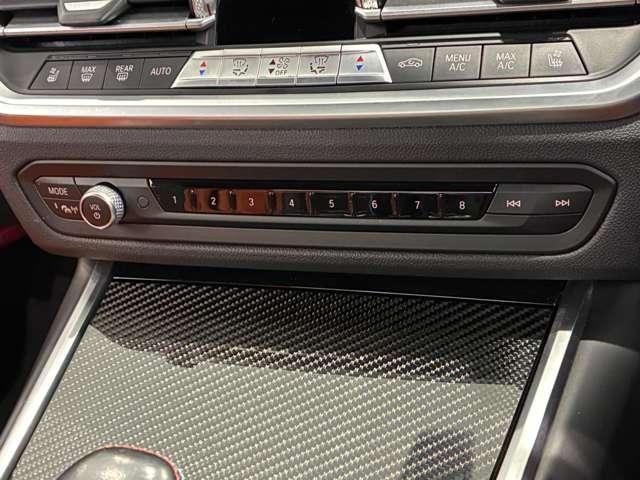 MAX REAR AUTO OFF MENU A/C MAX A/C
MODE
VOL
1 2 3 4 5 6 7 8